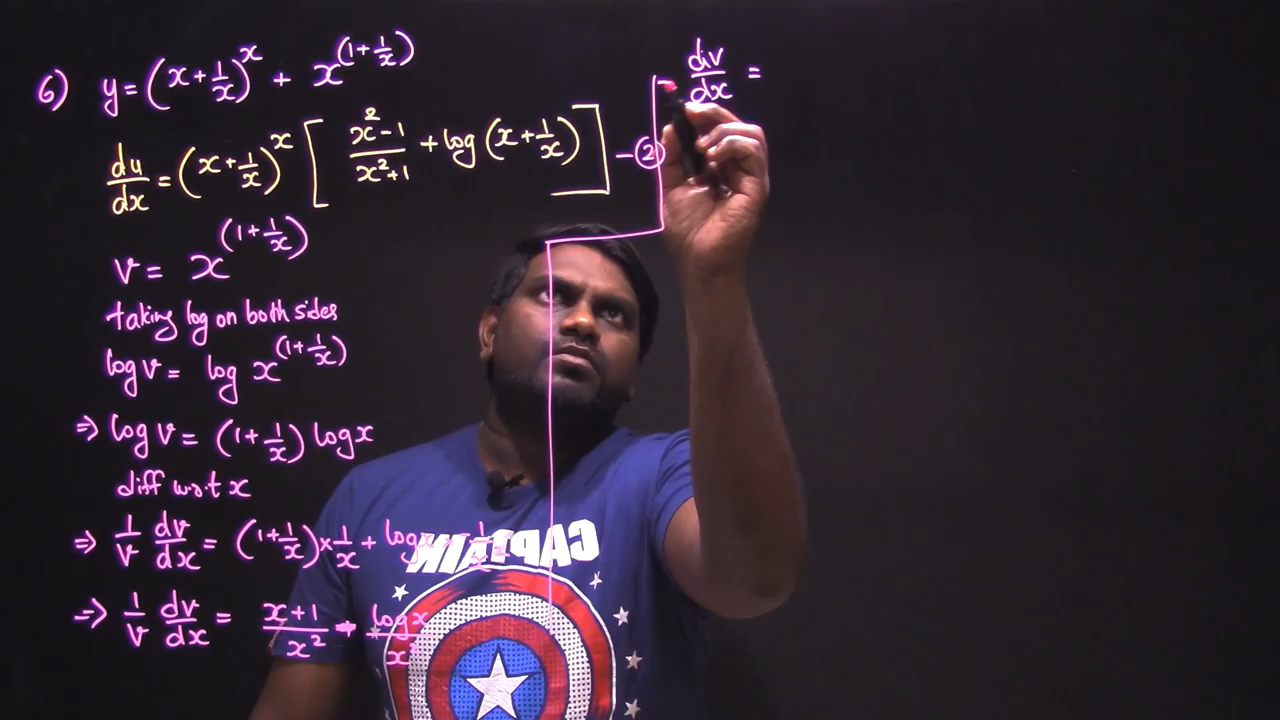 6) y = (x + 1/x)^x + x^(1 + 1/x)
du/dx = (x + 1/x)^x [ (x² - 1)/(x² + 1) + log (x + 1/x) ] — ②
v = x^(1 + 1/x)
taking log on both sides
log v = log x^(1 + 1/x)
⇒ log v = (1 + 1/x) log x
diff w.r.t x
⇒ 1/v dv/dx = (1 + 1/x) × 1/x + log x
⇒ 1/v dv/dx = (x + 1)/x² - log x/x²
dv/dx =
CAPTAIN